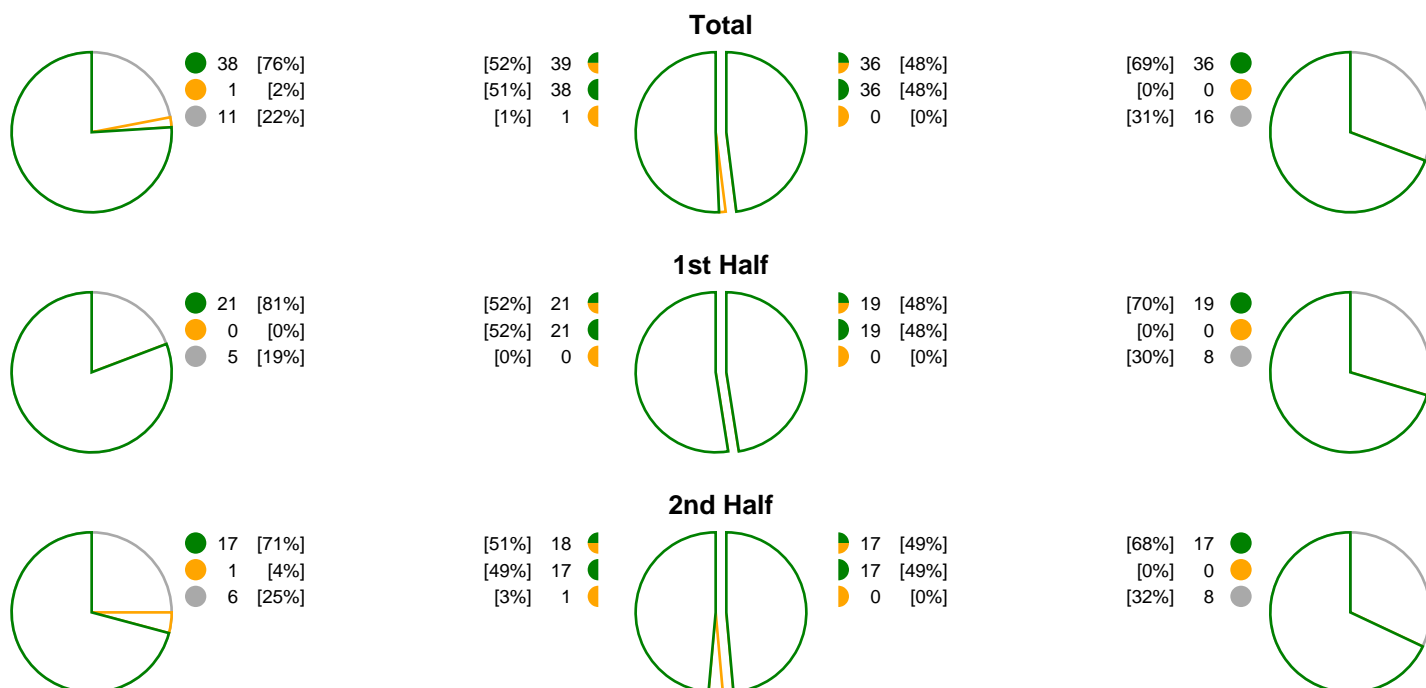 Total
38 [76%] [52%] 39 36 [48%] [69%] 36
1 [2%] [51%] 38 36 [48%] [0%] 0
11 [22%] [1%] 1 0 [0%] [31%] 16
1st Half
21 [81%] [52%] 21 19 [48%] [70%] 19
0 [0%] [52%] 21 19 [48%] [0%] 0
5 [19%] [0%] 0 0 [0%] [30%] 8
2nd Half
17 [71%] [51%] 18 17 [49%] [68%] 17
1 [4%] [49%] 17 17 [49%] [0%] 0
6 [25%] [3%] 1 0 [0%] [32%] 8